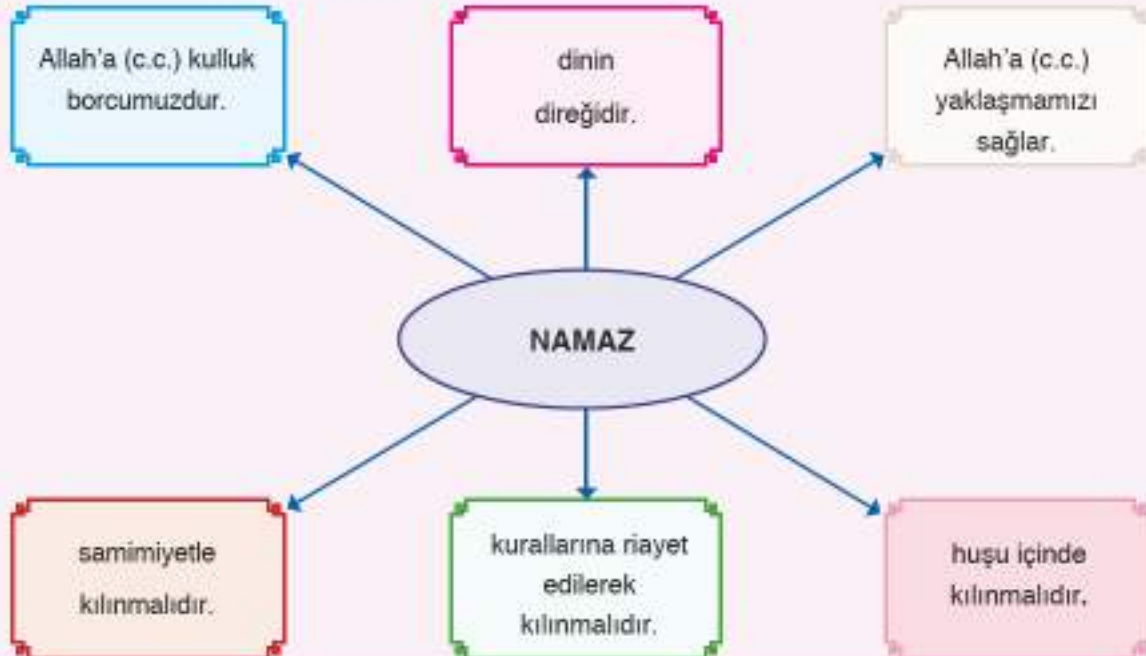 Allah'a (c.c.) kulluk
borcumuzdur.
dinin
direğidir.
Allah'a (c.c.)
yaklaşmamızı
sağlar.
NAMAZ
samimiyetle
kılınmalıdır.
kurallarına riayet
edilerek
kılınmalıdır.
huşu içinde
kılınmalıdır.